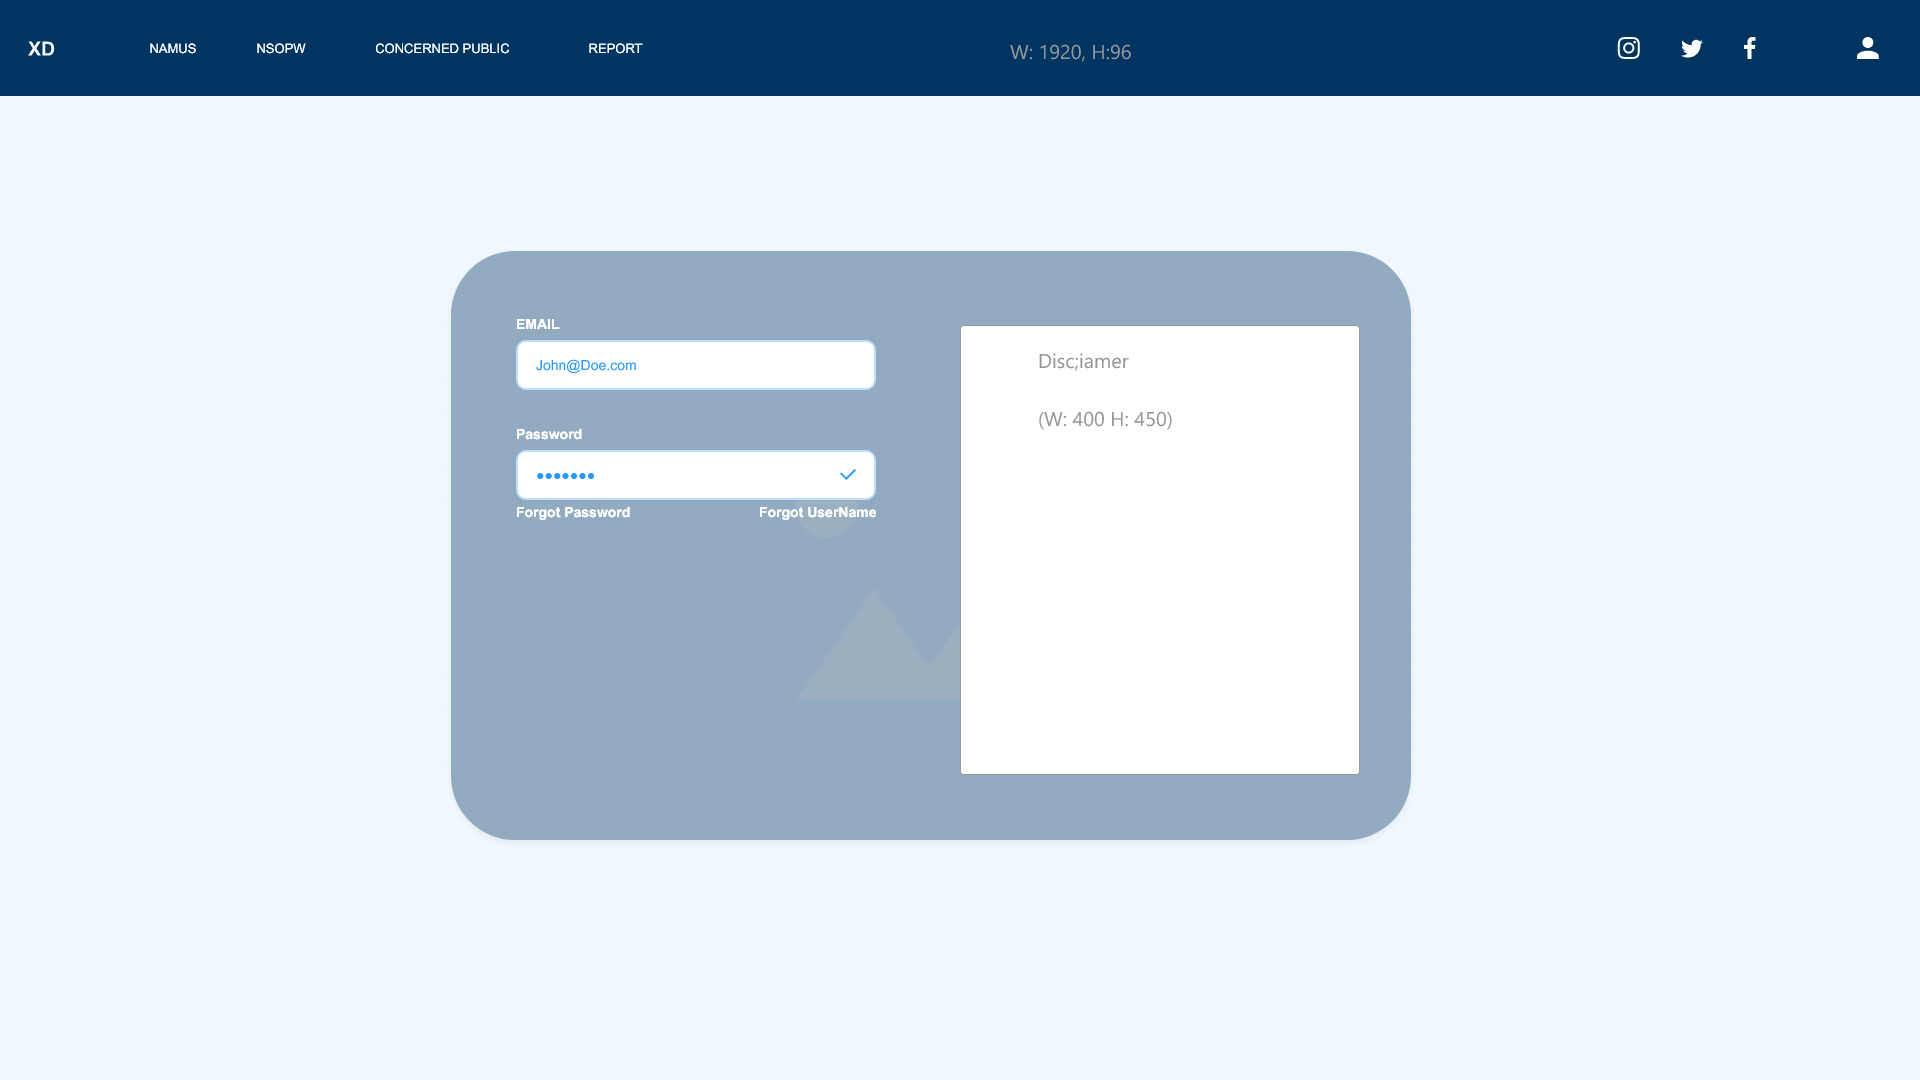 XD NAMUS NSOPW CONCERNED PUBLIC REPORT W: 1920, H:96
EMAIL
John@Doe.com
Password
•••••••
Forgot Password Forgot UserName
Disc;iamer
(W: 400 H: 450)